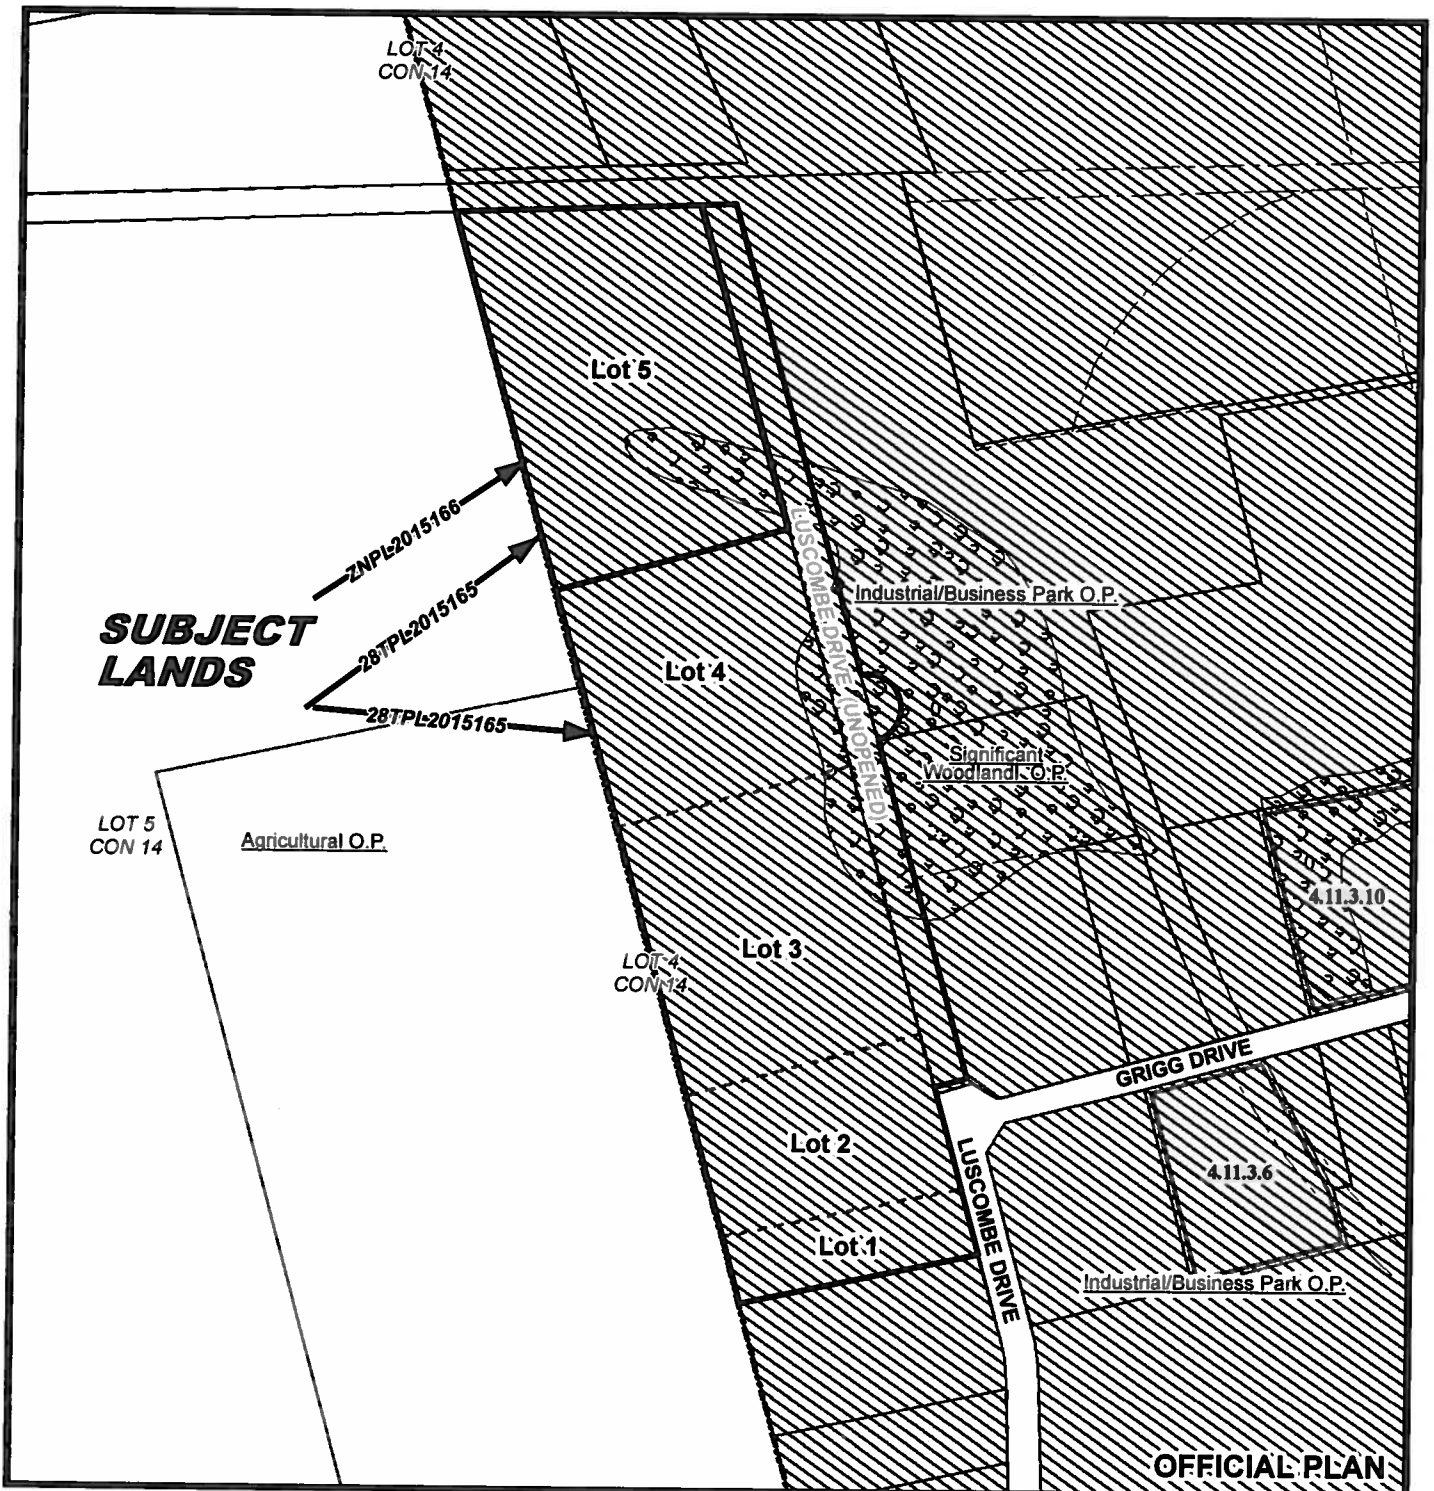 LOT 4
CON 14
Lot 5
ZNPL-2015166
28TPL-2015165
SUBJECT
LANDS
28TPL2015165
LUSCOMBE DRIVE (UNOPENED)
Industrial/Business Park O.P.
Lot 4
Significant
Woodland O.P.
LOT 5
CON 14
Agricultural O.P.
4.11.3.10
Lot 3
LOT 4
CON 14
GRIGG DRIVE
Lot 2
LUSCOMBE DRIVE
4.11.3.6
Lot 1
Industrial/Business Park O.P.
OFFICIAL PLAN